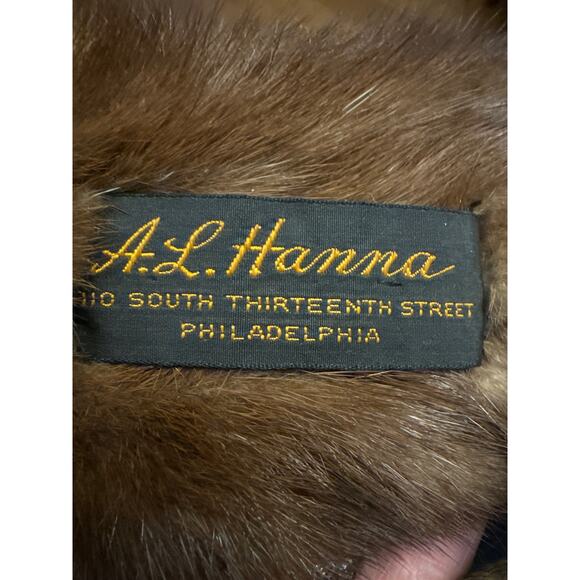 A.L. Hanna
110 SOUTH THIRTEENTH STREET
PHILADELPHIA